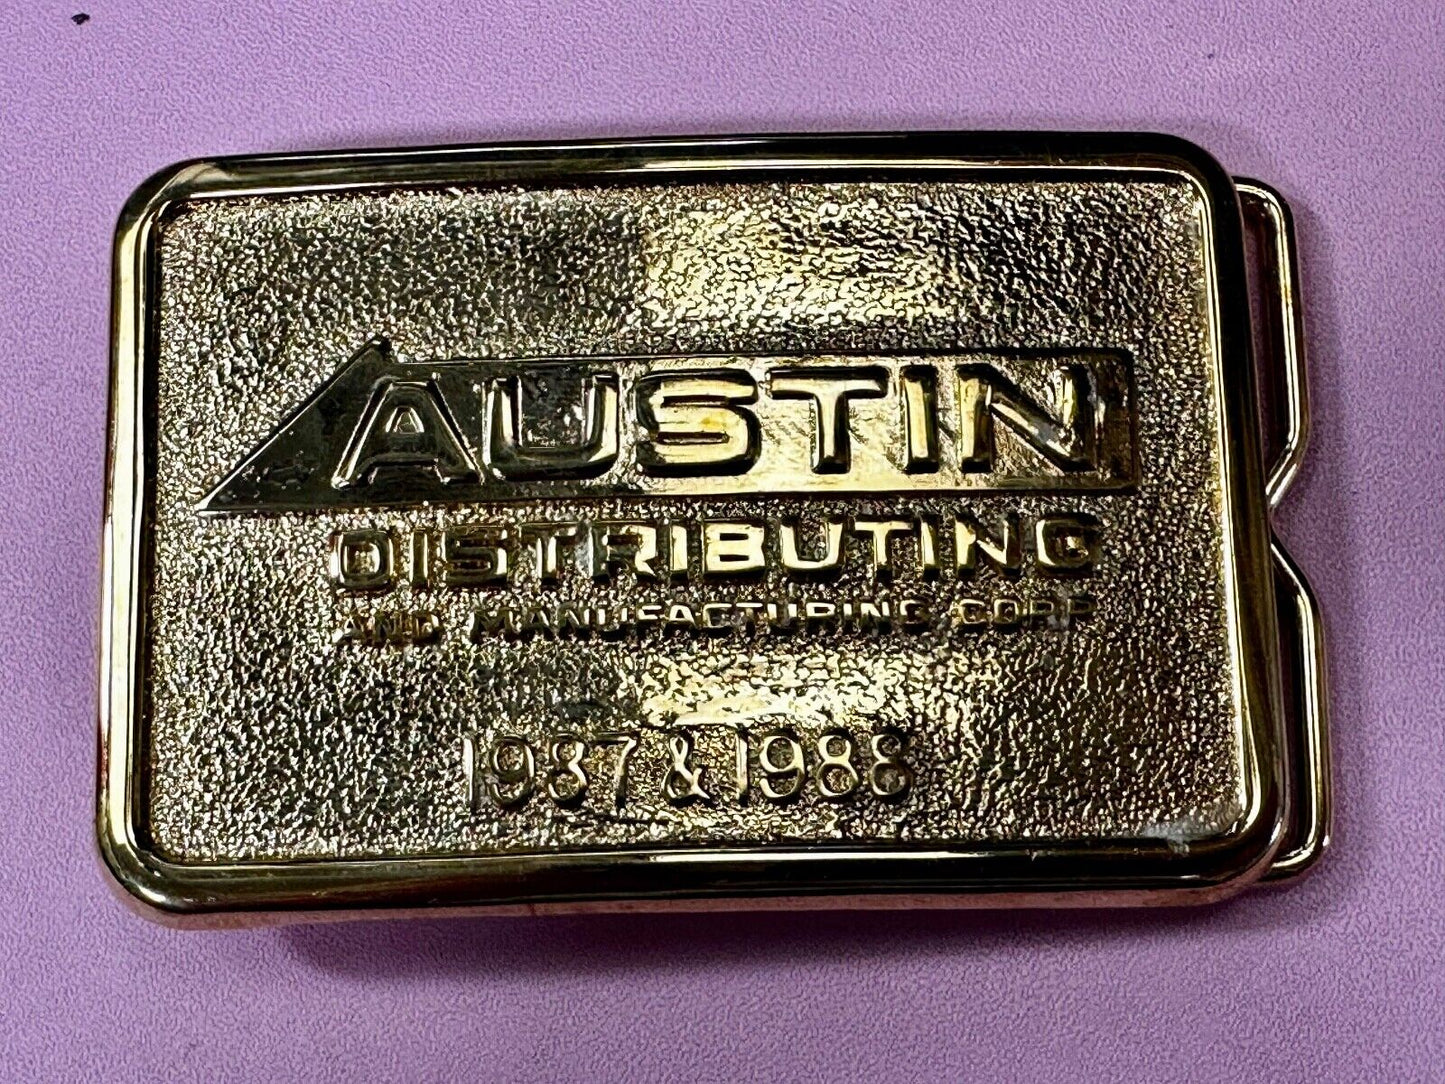 AUSTIN
DISTRIBUTING
AND MANUFACTURING CORP
1987 & 1988